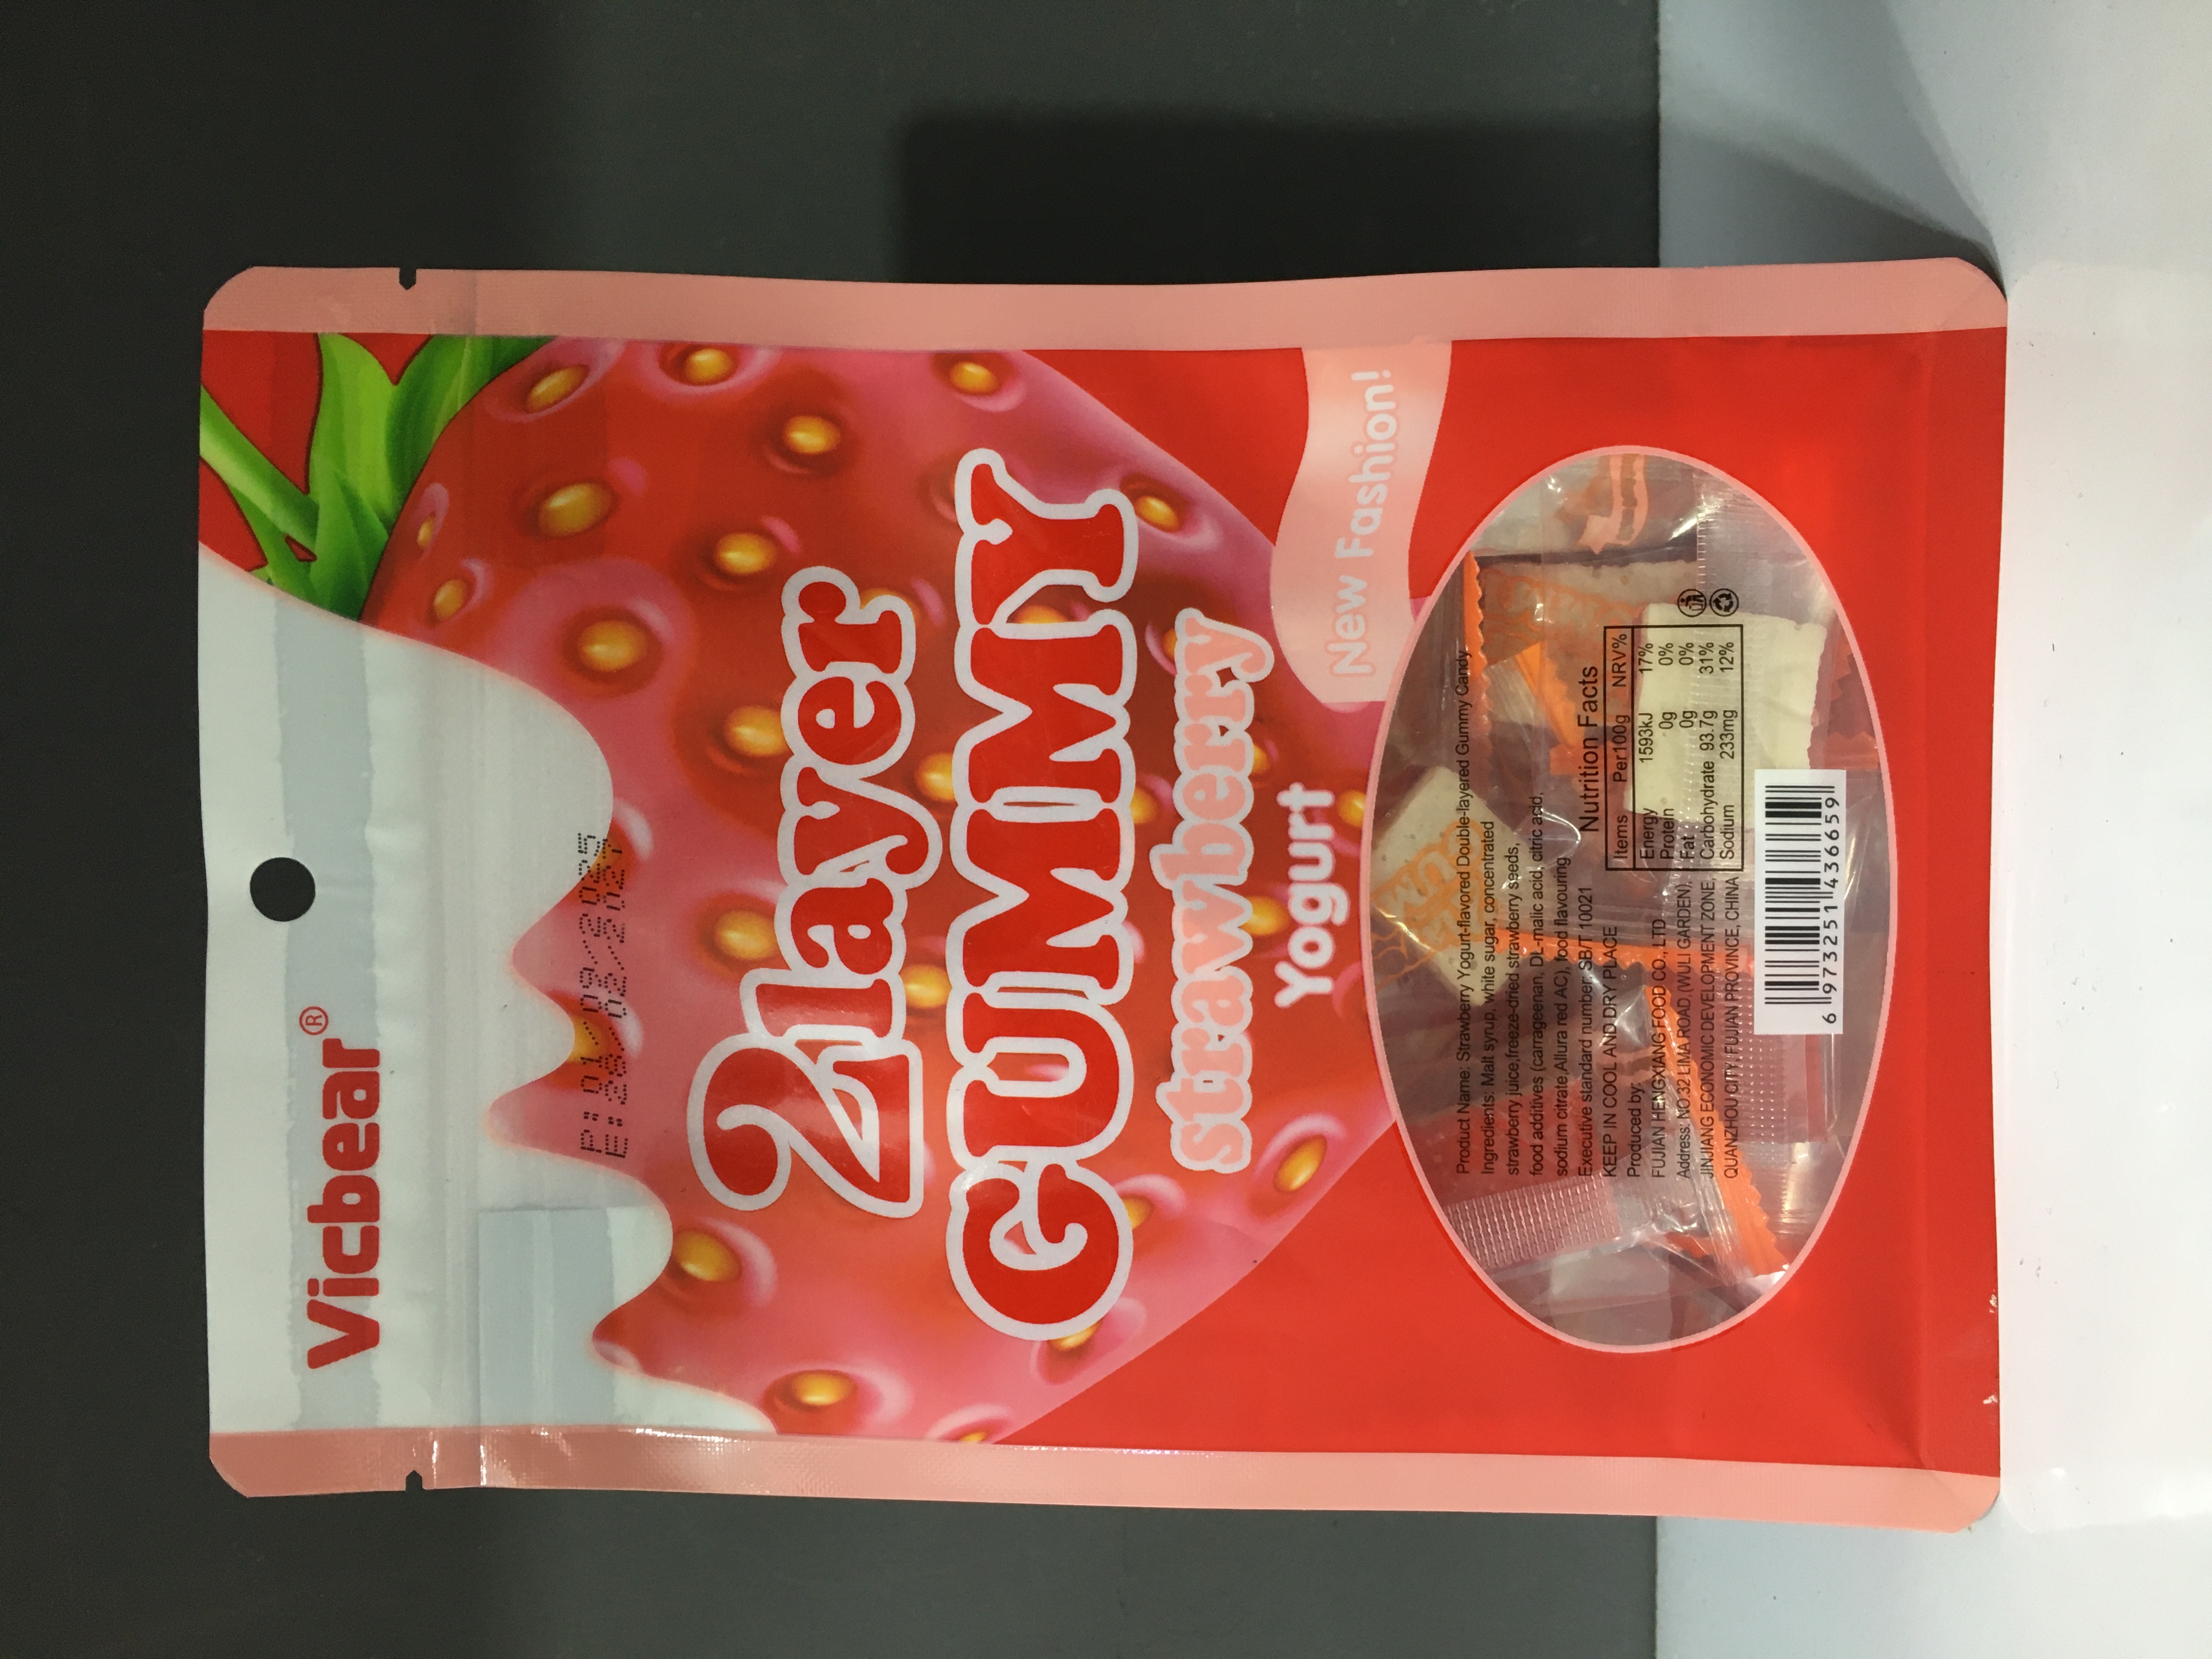 Vicbear®
P: 01/09/2025
E: 28/02/2027
2layer
GUMMY
strawberry
Yogurt
New Fashion!
Product Name: Strawberry Yogurt-flavored Double-layered Gummy Candy
Ingredients: Malt syrup, white sugar, concentrated
strawberry juice,freeze-dried strawberry seeds,
food additives (carrageenan, DL-malic acid, citric acid,
sodium citrate,Allura red AC), food flavouring
Executive standard number: SB/T 10021
KEEP IN COOL AND DRY PLACE
Produced by:
FUJIAN HENGXIANG FOOD CO., LTD
Address: NO.32 LIMA ROAD,(WULI GARDEN),
JINJIANG ECONOMIC DEVELOPMENT ZONE,
QUANZHOU CITY, FUJIAN PROVINCE, CHINA
Nutrition Facts
Items Per100g NRV%
Energy 1593kJ 17%
Protein 0g 0%
Fat 0g 0%
Carbohydrate 93.7g 31%
Sodium 233mg 12%
6 973251 436659